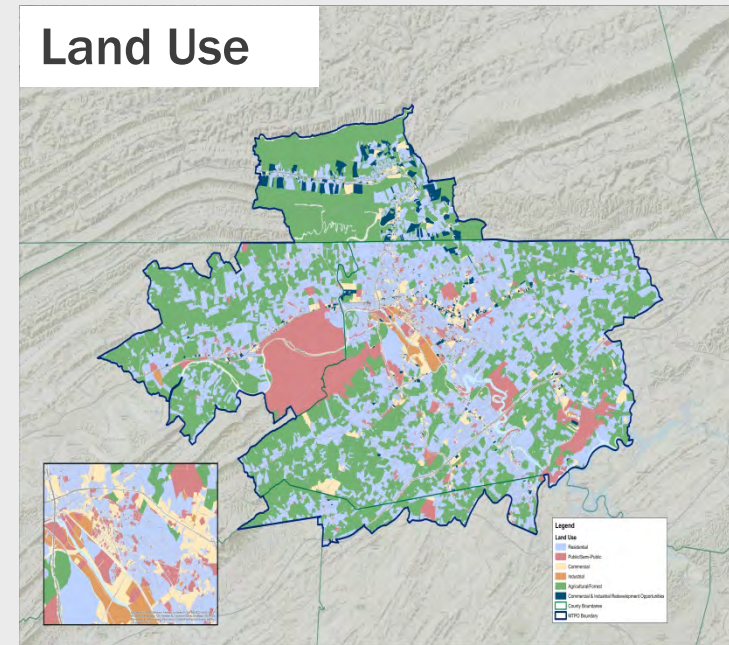 Land Use
Legend
Land Use
Residential
Public/Semi-Public
Commercial
Industrial
Agricultural/Forest
Commercial & Industrial Redevelopment Opportunities
County Boundaries
MTPO Boundary